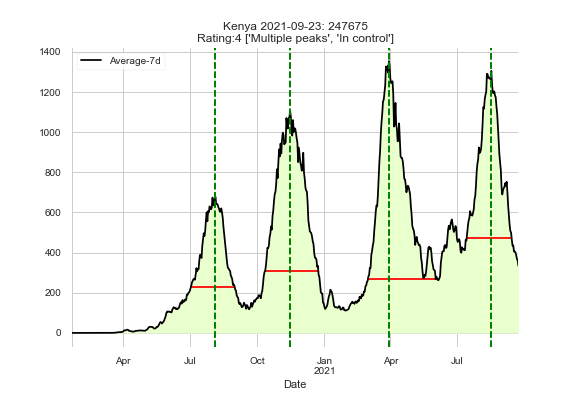 Kenya 2021-09-23: 247675
Rating:4 ['Multiple peaks', 'In control']
1400
Average-7d
1200
1000
800
600
400
200
0
Apr Jul Oct Jan Apr Jul
2021
Date